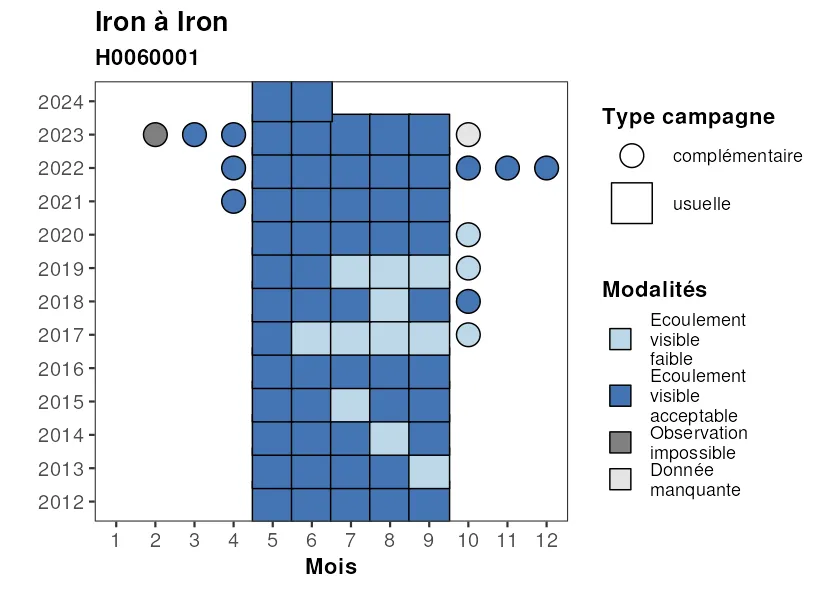 Iron à Iron
H0060001
2024
2023
2022
2021
2020
2019
2018
2017
2016
2015
2014
2013
2012
1 2 3 4 5 6 7 8 9 10 11 12
Mois
Type campagne
complémentaire
usuelle
Modalités
Ecoulement
visible
faible
Ecoulement
visible
acceptable
Observation
impossible
Donnée
manquante